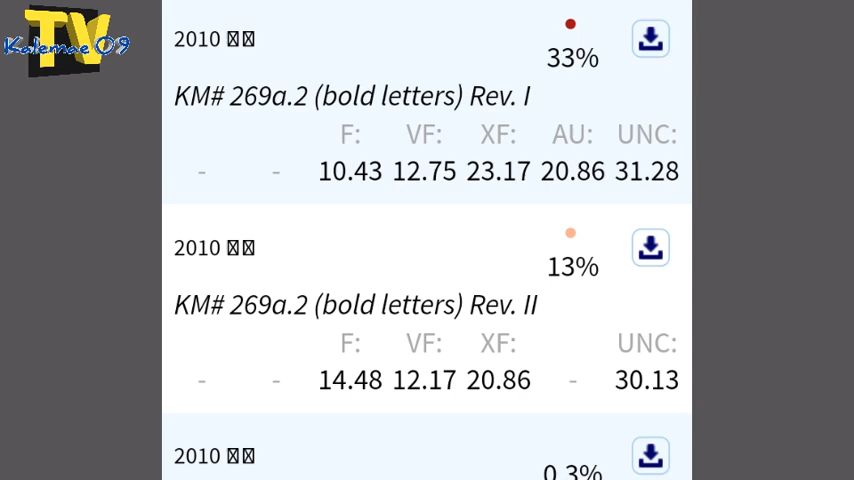 TV
Kalemae 09
2010
33%
KM# 269a.2 (bold letters) Rev. I
F: VF: XF: AU: UNC:
- - 10.43 12.75 23.17 20.86 31.28
2010
13%
KM# 269a.2 (bold letters) Rev. II
F: VF: XF: UNC:
- - 14.48 12.17 20.86 - 30.13
2010
0.3%